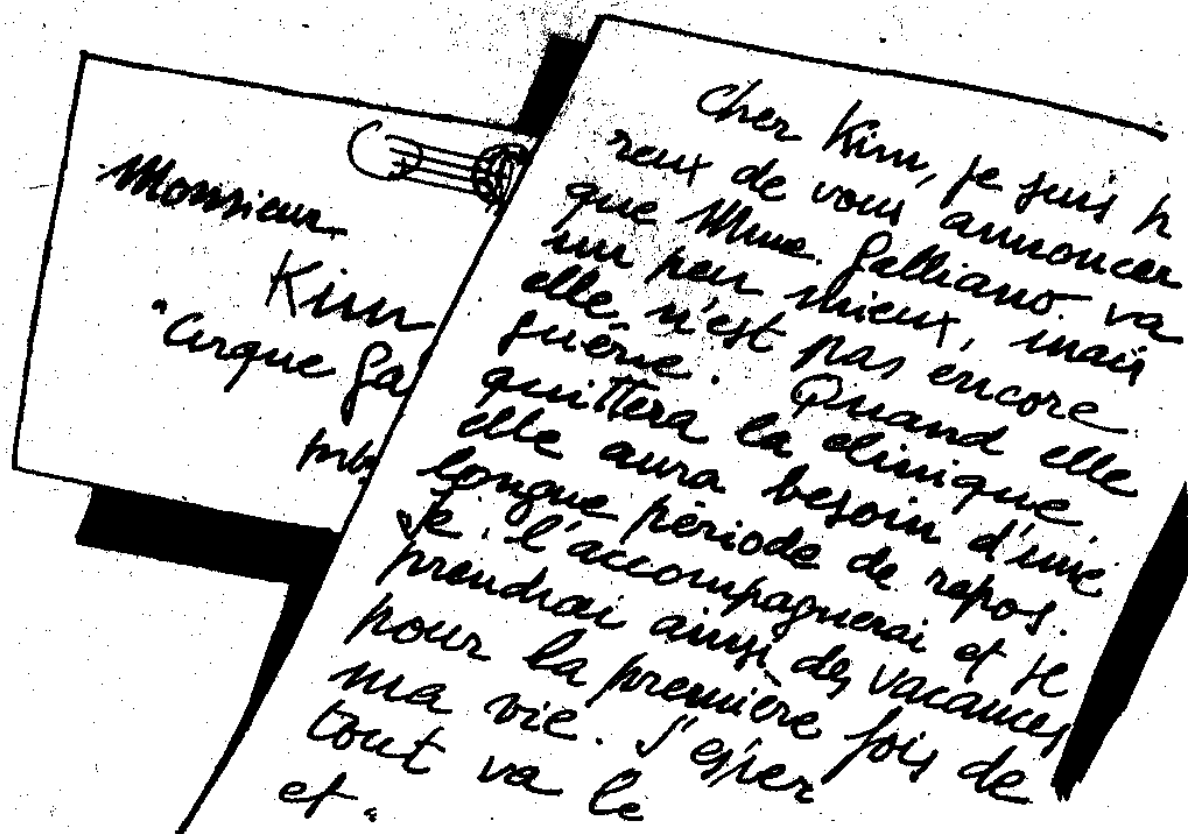 Monsieur
Kim
"Cirque Ga
Cher Kim, je suis h
reux de vous annoncer
que Mme. Galliano va
un peu mieux, mais
elle n'est pas encore
guérie. Quand elle
quittera la clinique,
elle aura besoin d'une
longue période de repos.
Je l'accompagnerai et je
prendrai ainsi des vacances
pour la première fois de
ma vie. J'espèr
tout va le
et